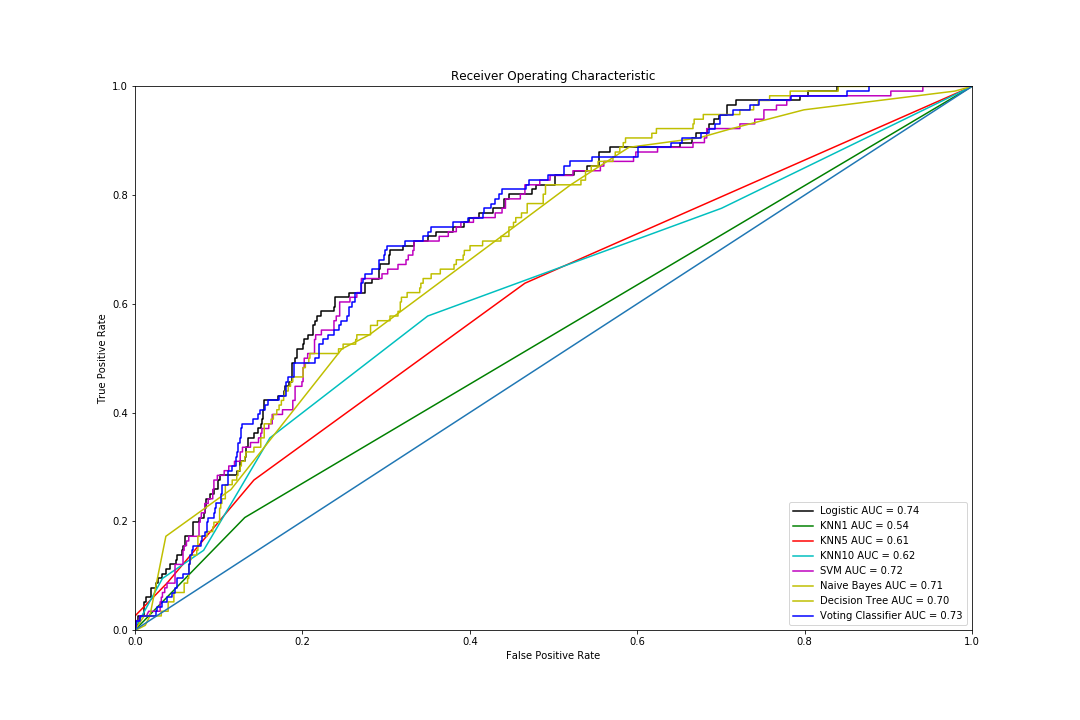 Receiver Operating Characteristic
True Positive Rate
1.0
0.8
0.6
0.4
0.2
0.0
Logistic AUC = 0.74
KNN1 AUC = 0.54
KNN5 AUC = 0.61
KNN10 AUC = 0.62
SVM AUC = 0.72
Naive Bayes AUC = 0.71
Decision Tree AUC = 0.70
Voting Classifier AUC = 0.73
0.0 0.2 0.4 0.6 0.8 1.0
False Positive Rate